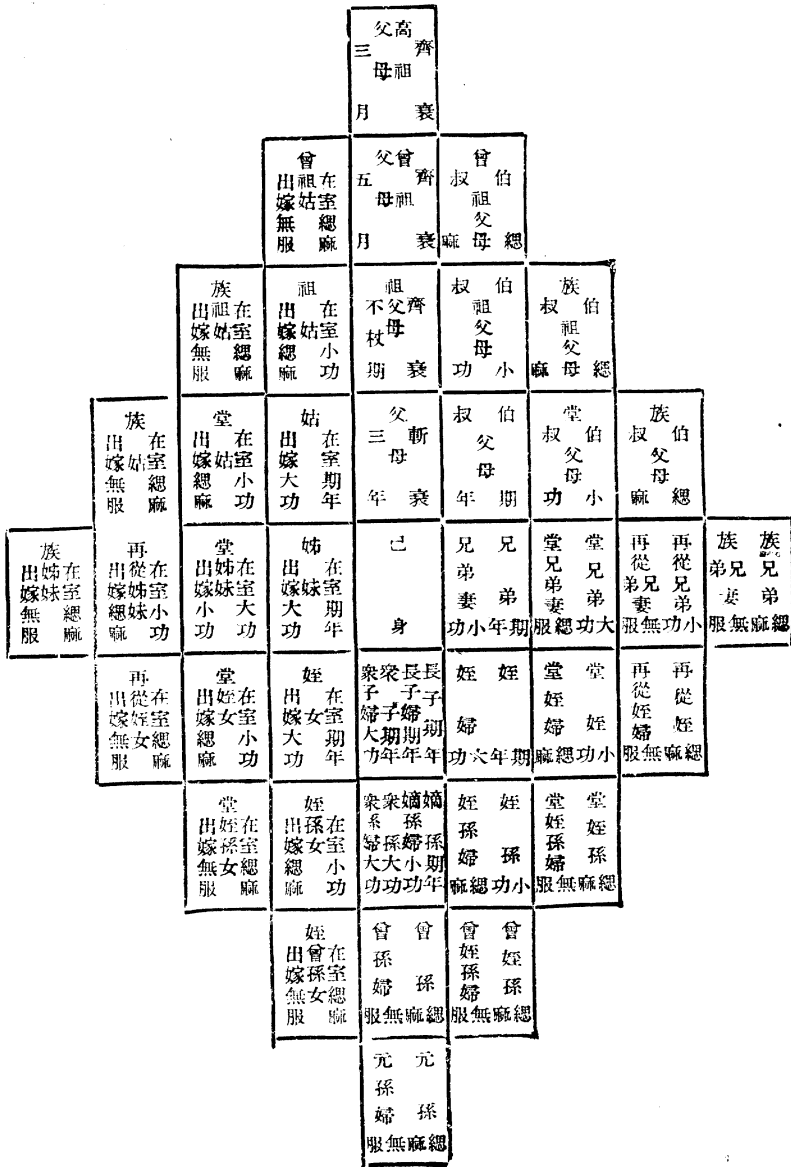 高祖父母齊衰三月
曾伯叔祖父母緦麻
曾祖父母齊衰五月
曾祖姑在室緦麻出嫁無服
族伯叔祖父母緦麻
伯叔祖父母小功
祖父母齊衰不杖期
祖姑在室小功出嫁緦麻
族祖姑在室緦麻出嫁無服
族伯叔父母緦麻
堂伯叔父母小功
伯叔父母期年
父母斬衰三年
姑在室期年出嫁大功
堂姑在室小功出嫁緦麻
族姑在室緦麻出嫁無服
族兄弟緦麻
族兄弟妻無服
再從兄弟小功
再從兄弟妻無服
堂兄弟大功
堂兄弟妻緦服
兄弟期年
兄弟妻小功
己身
姊妹在室期年出嫁大功
堂姊妹在室大功出嫁小功
再從姊妹在室小功出嫁緦麻
族姊妹在室緦麻出嫁無服
再從姪緦麻
再從姪婦無服
堂姪小功
堂姪婦緦麻
姪期年
姪婦大功
長子期年
長子婦期年
衆子期年
衆子婦大功
姪女在室期年出嫁大功
堂姪女在室小功出嫁緦麻
再從姪女在室緦麻出嫁無服
堂姪孫緦麻
堂姪孫婦無服
姪孫小功
姪孫婦緦麻
嫡孫期年
嫡孫婦小功
衆孫大功
衆孫婦大功
姪孫女在室小功出嫁緦麻
堂姪孫女在室緦麻出嫁無服
曾姪孫緦麻
曾姪孫婦無服
曾孫緦麻
曾孫婦無服
姪曾孫女在室緦麻出嫁無服
元孫緦麻
元孫婦無服